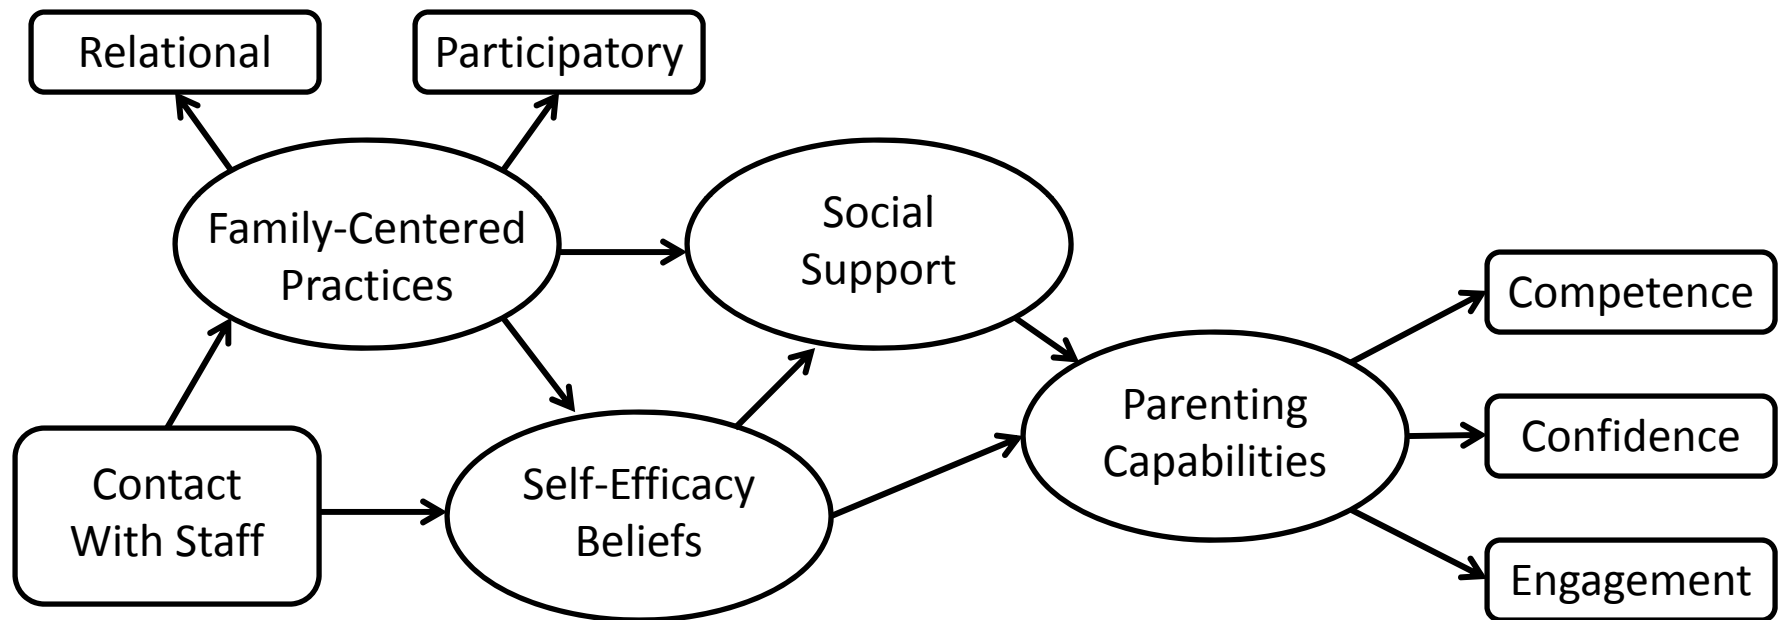 Relational
Participatory
Family-Centered
Practices
Social
Support
Competence
Parenting
Capabilities
Confidence
Contact
With Staff
Self-Efficacy
Beliefs
Engagement